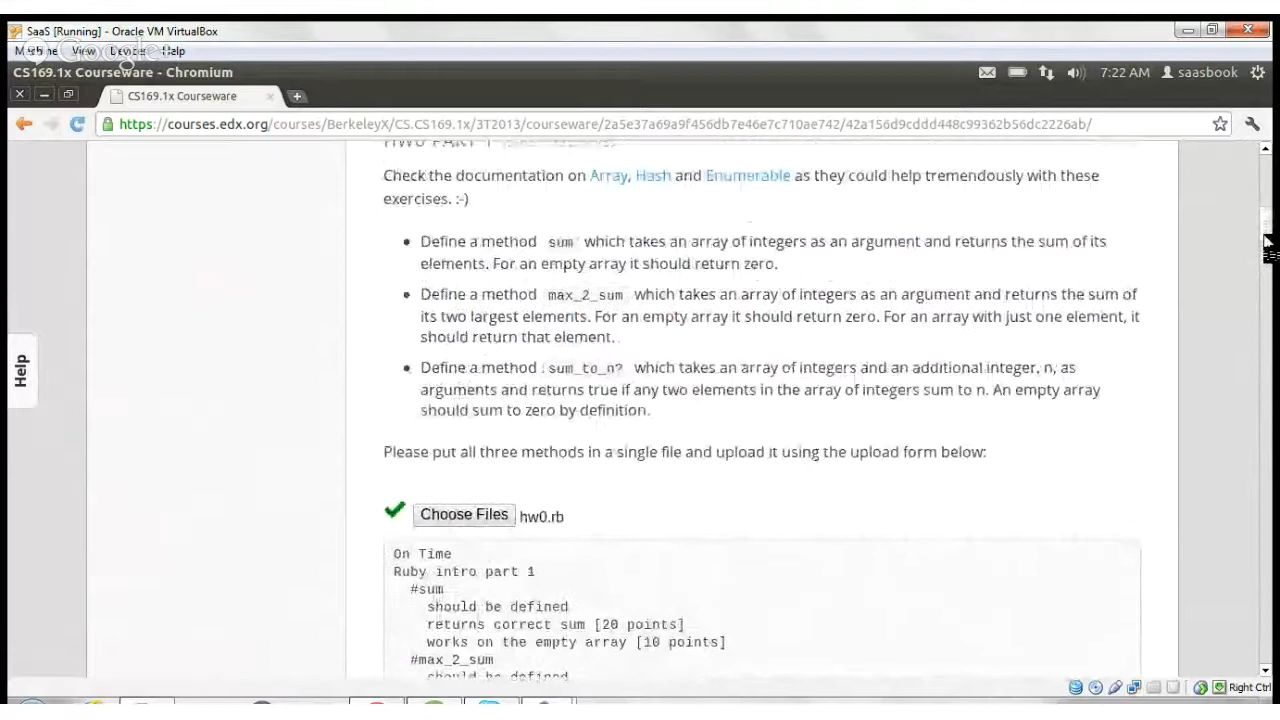 SaaS [Running] - Oracle VM VirtualBox
Machine View Devices Help
Google
CS169.1x Courseware - Chromium
7:22 AM saasbook
CS169.1x Courseware
https://courses.edx.org/courses/BerkeleyX/CS.CS169.1x/3T2013/courseware/2a5e37a69a9f456db7e46e7c710ae742/42a156d9cddd448c99362b56dc2226ab/
HW0 PART 1
Check the documentation on Array, Hash and Enumerable as they could help tremendously with these
exercises. :-)
• Define a method sum which takes an array of integers as an argument and returns the sum of its
elements. For an empty array it should return zero.
• Define a method max_2_sum which takes an array of integers as an argument and returns the sum of
its two largest elements. For an empty array it should return zero. For an array with just one element, it
should return that element.
• Define a method sum_to_n? which takes an array of integers and an additional integer, n, as
arguments and returns true if any two elements in the array of integers sum to n. An empty array
should sum to zero by definition.
Help
Please put all three methods in a single file and upload it using the upload form below:
Choose Files hw0.rb
On Time
Ruby intro part 1
#sum
should be defined
returns correct sum [20 points]
works on the empty array [10 points]
#max_2_sum
should be defined
Right Ctrl